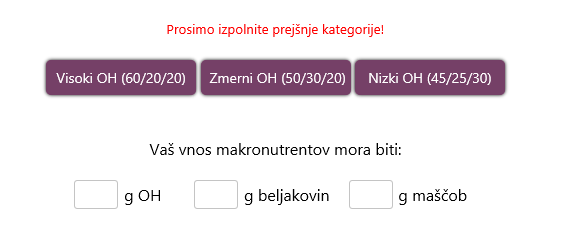 Prosimo izpolnite prejšnje kategorije!
Visoki OH (60/20/20) Zmerni OH (50/30/20) Nizki OH (45/25/30)
Vaš vnos makronutrentov mora biti:
g OH g beljakovin g maščob